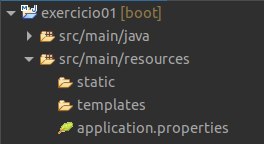 exercicio01 [boot]
src/main/java
src/main/resources
static
templates
application.properties